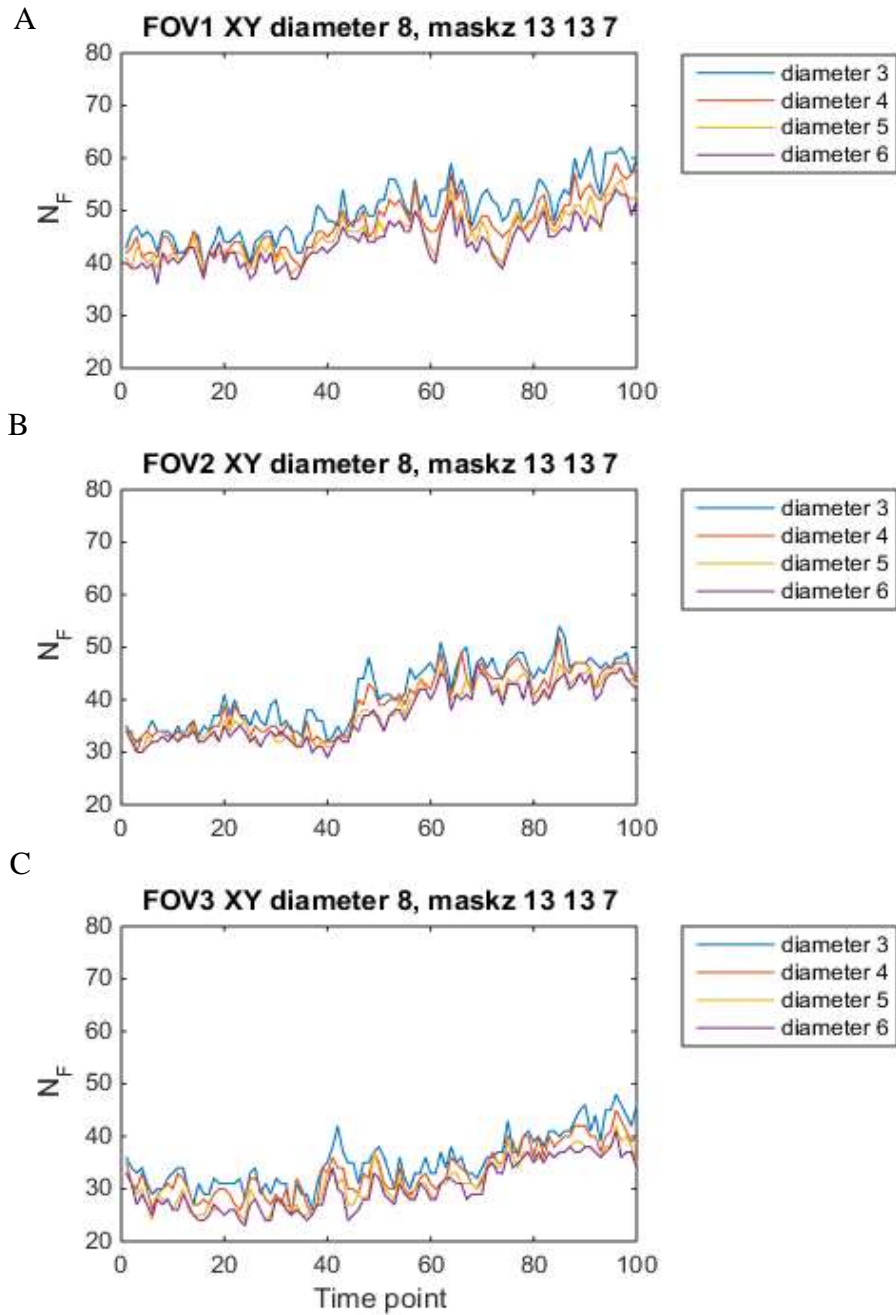 A
FOV1 XY diameter 8, maskz 13 13 7
80
70
60
50
40
30
20
N_F
0 20 40 60 80 100
diameter 3
diameter 4
diameter 5
diameter 6
B
FOV2 XY diameter 8, maskz 13 13 7
80
70
60
50
40
30
20
N_F
0 20 40 60 80 100
diameter 3
diameter 4
diameter 5
diameter 6
C
FOV3 XY diameter 8, maskz 13 13 7
80
70
60
50
40
30
20
N_F
0 20 40 60 80 100
Time point
diameter 3
diameter 4
diameter 5
diameter 6